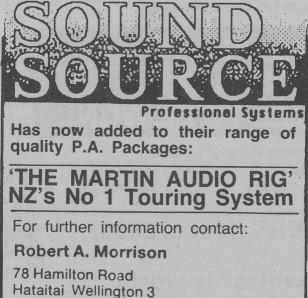 SOUND
SOURCE
Professional Systems
Has now added to their range of
quality P.A. Packages:
'THE MARTIN AUDIO RIG'
NZ's No 1 Touring System
For further information contact:
Robert A. Morrison
78 Hamilton Road
Hataitai Wellington 3